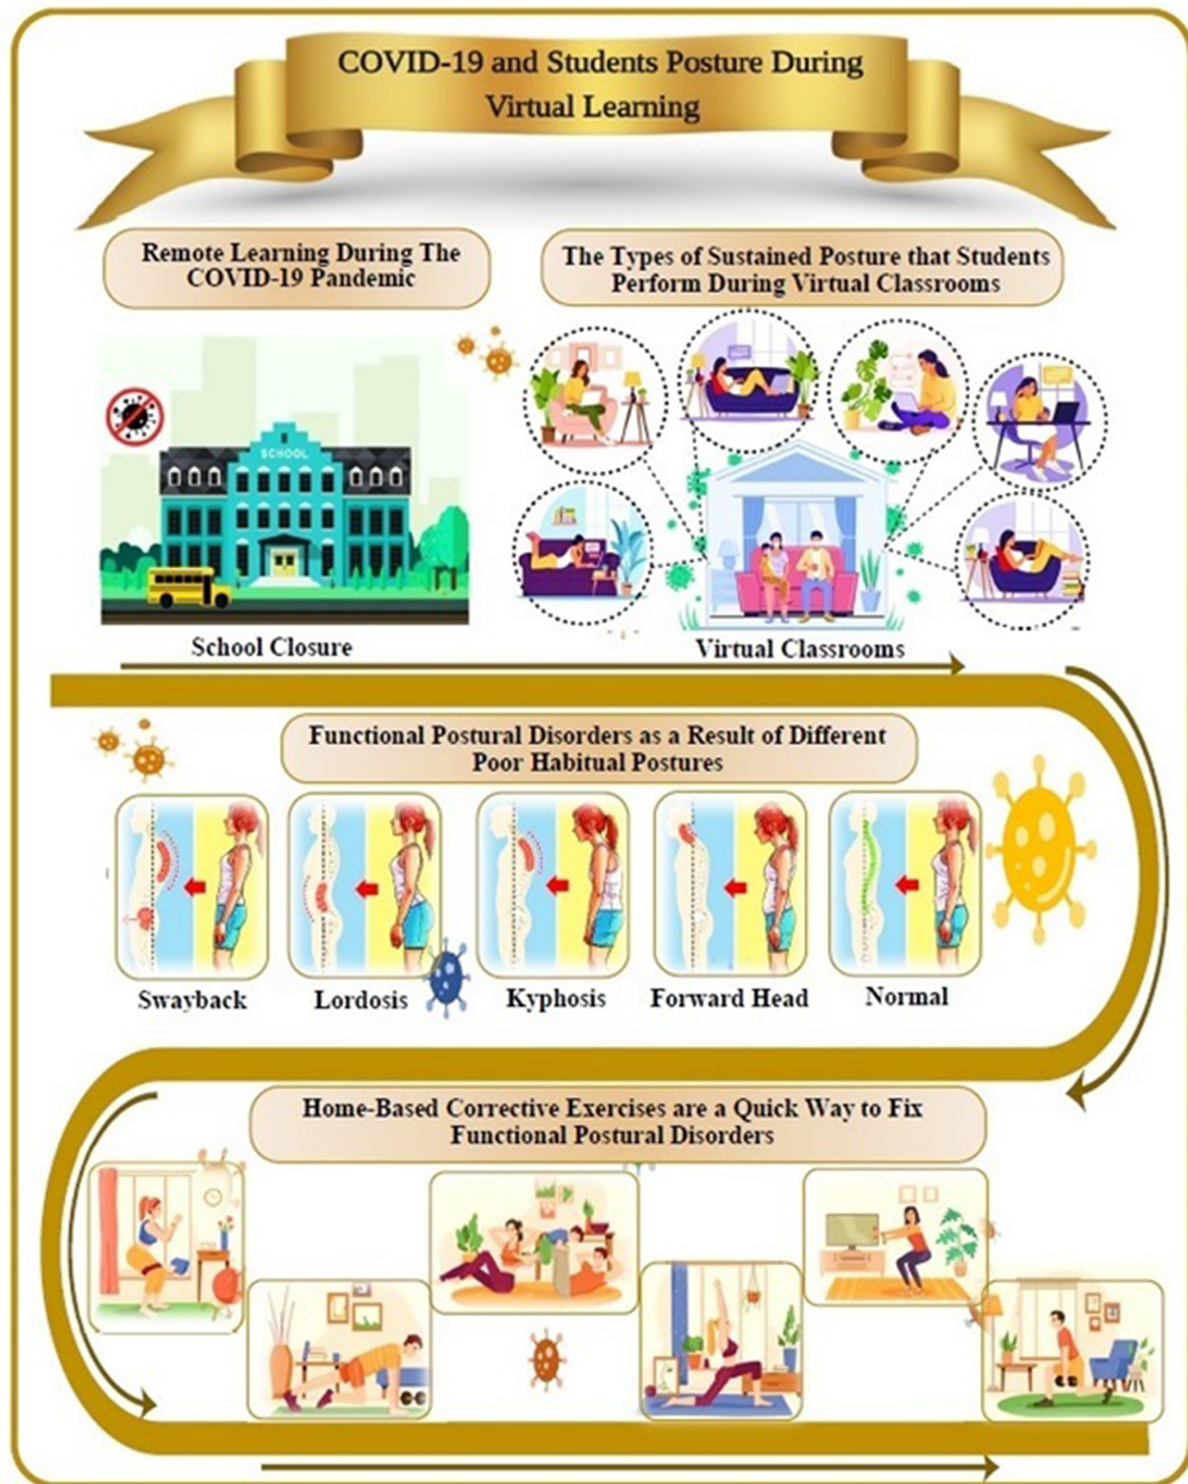 COVID-19 and Students Posture During
Virtual Learning
Remote Learning During The
COVID-19 Pandemic
The Types of Sustained Posture that Students
Perform During Virtual Classrooms
SCHOOL
School Closure
Virtual Classrooms
Functional Postural Disorders as a Result of Different
Poor Habitual Postures
Swayback
Lordosis
Kyphosis
Forward Head
Normal
Home-Based Corrective Exercises are a Quick Way to Fix
Functional Postural Disorders